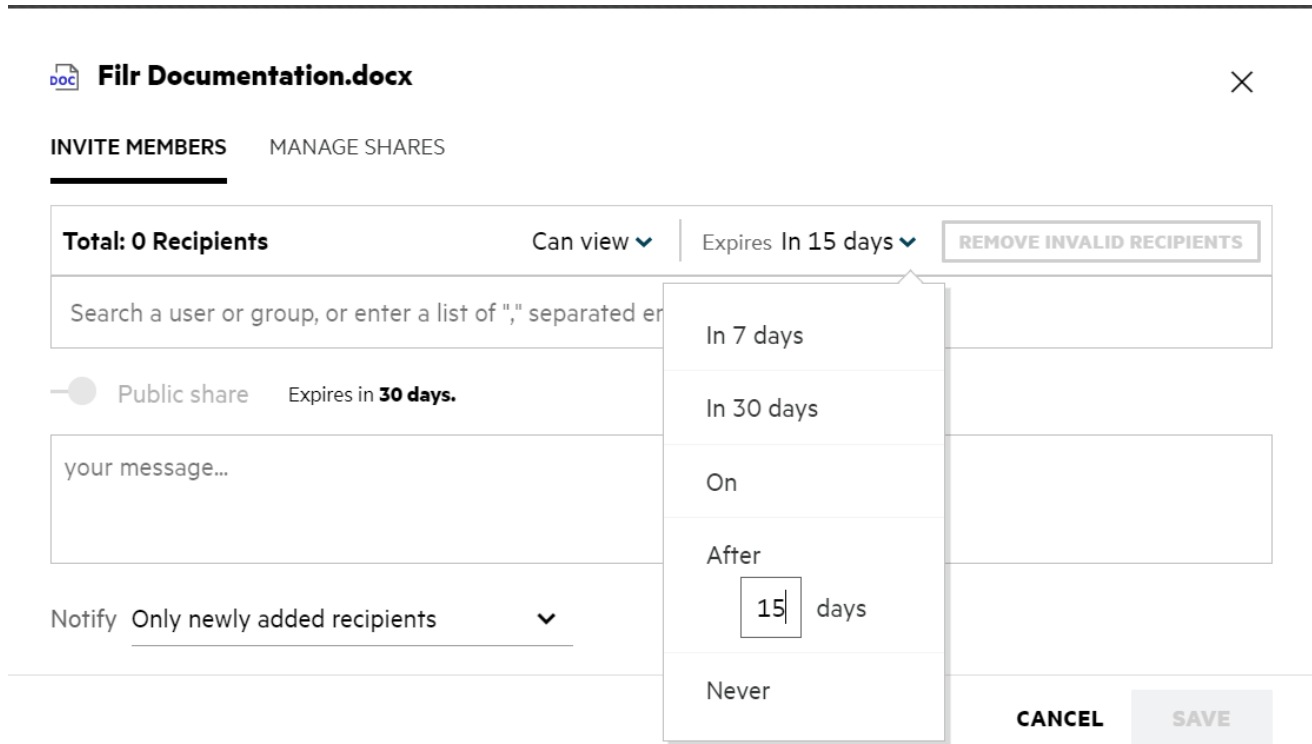 DOC Filr Documentation.docx
INVITE MEMBERS MANAGE SHARES
Total: 0 Recipients Can view Expires In 15 days REMOVE INVALID RECIPIENTS
Search a user or group, or enter a list of "," separated
In 7 days
Public share Expires in 30 days.
In 30 days
your message...
On
After
15 days
Notify Only newly added recipients
Never
CANCEL SAVE